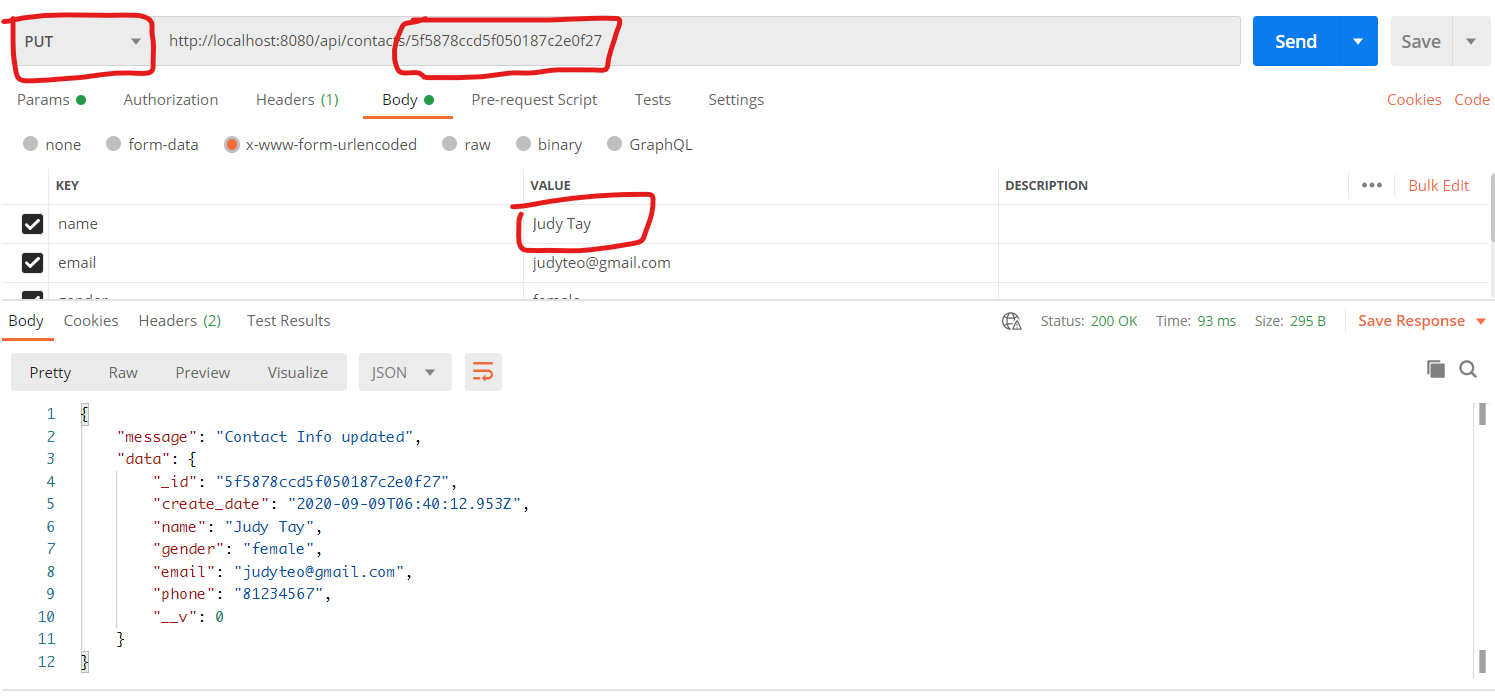 PUT http://localhost:8080/api/contacts/5f5878ccd5f050187c2e0f27 Send Save
Params Authorization Headers (1) Body Pre-request Script Tests Settings Cookies Code
none form-data x-www-form-urlencoded raw binary GraphQL
KEY VALUE DESCRIPTION Bulk Edit
name Judy Tay
email judyteo@gmail.com
gender female
Body Cookies Headers (2) Test Results Status: 200 OK Time: 93 ms Size: 295 B Save Response
Pretty Raw Preview Visualize JSON
1 {
2 "message": "Contact Info updated",
3 "data": {
4 "_id": "5f5878ccd5f050187c2e0f27",
5 "create_date": "2020-09-09T06:40:12.953Z",
6 "name": "Judy Tay",
7 "gender": "female",
8 "email": "judyteo@gmail.com",
9 "phone": "81234567",
10 "__v": 0
11 }
12 }